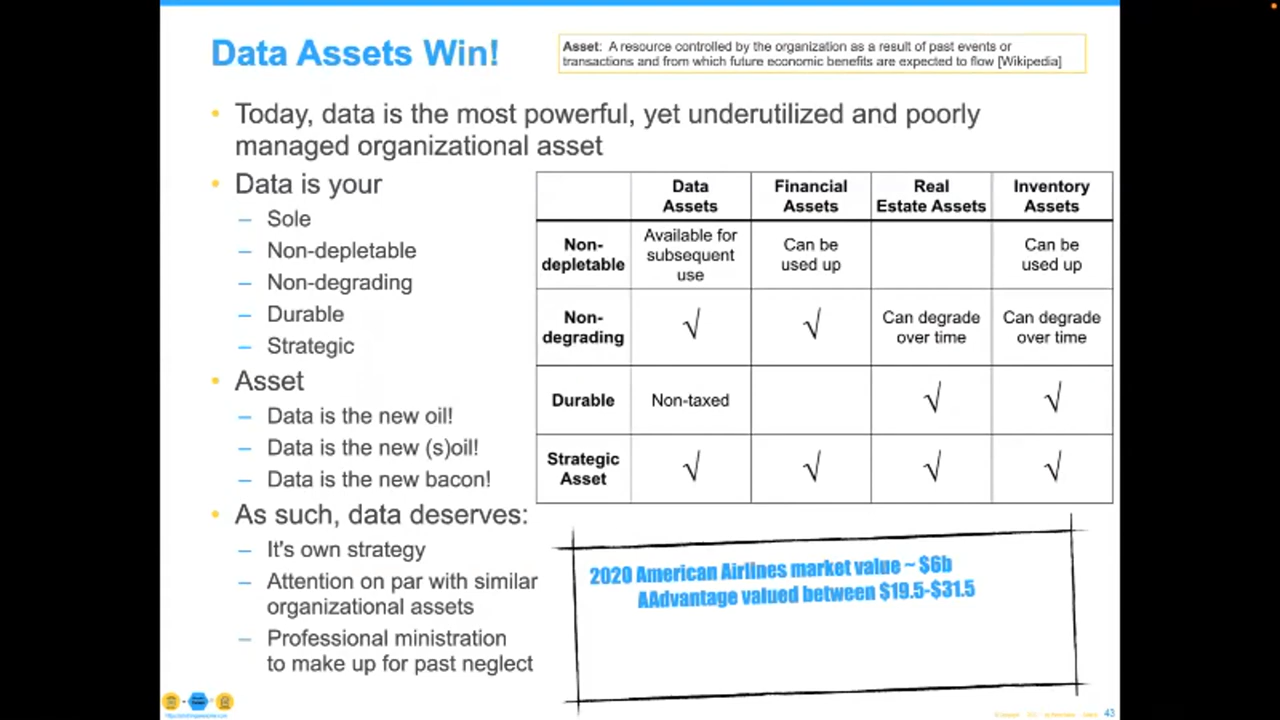 Data Assets Win!
Asset: A resource controlled by the organization as a result of past events or
transactions and from which future economic benefits are expected to flow [Wikipedia]
• Today, data is the most powerful, yet underutilized and poorly
managed organizational asset
• Data is your
– Sole
– Non-depletable
– Non-degrading
– Durable
– Strategic
• Asset
– Data is the new oil!
– Data is the new (s)oil!
– Data is the new bacon!
• As such, data deserves:
– It's own strategy
– Attention on par with similar
organizational assets
– Professional ministration
to make up for past neglect
Data
Assets
Financial
Assets
Real
Estate Assets
Inventory
Assets
Non-
depletable
Available for
subsequent
use
Can be
used up
Can be
used up
Non-
degrading
√
√
Can degrade
over time
Can degrade
over time
Durable
Non-taxed
√
√
Strategic
Asset
√
√
√
√
2020 American Airlines market value ~ $6b
AAdvantage valued between $19.5-$31.5
43